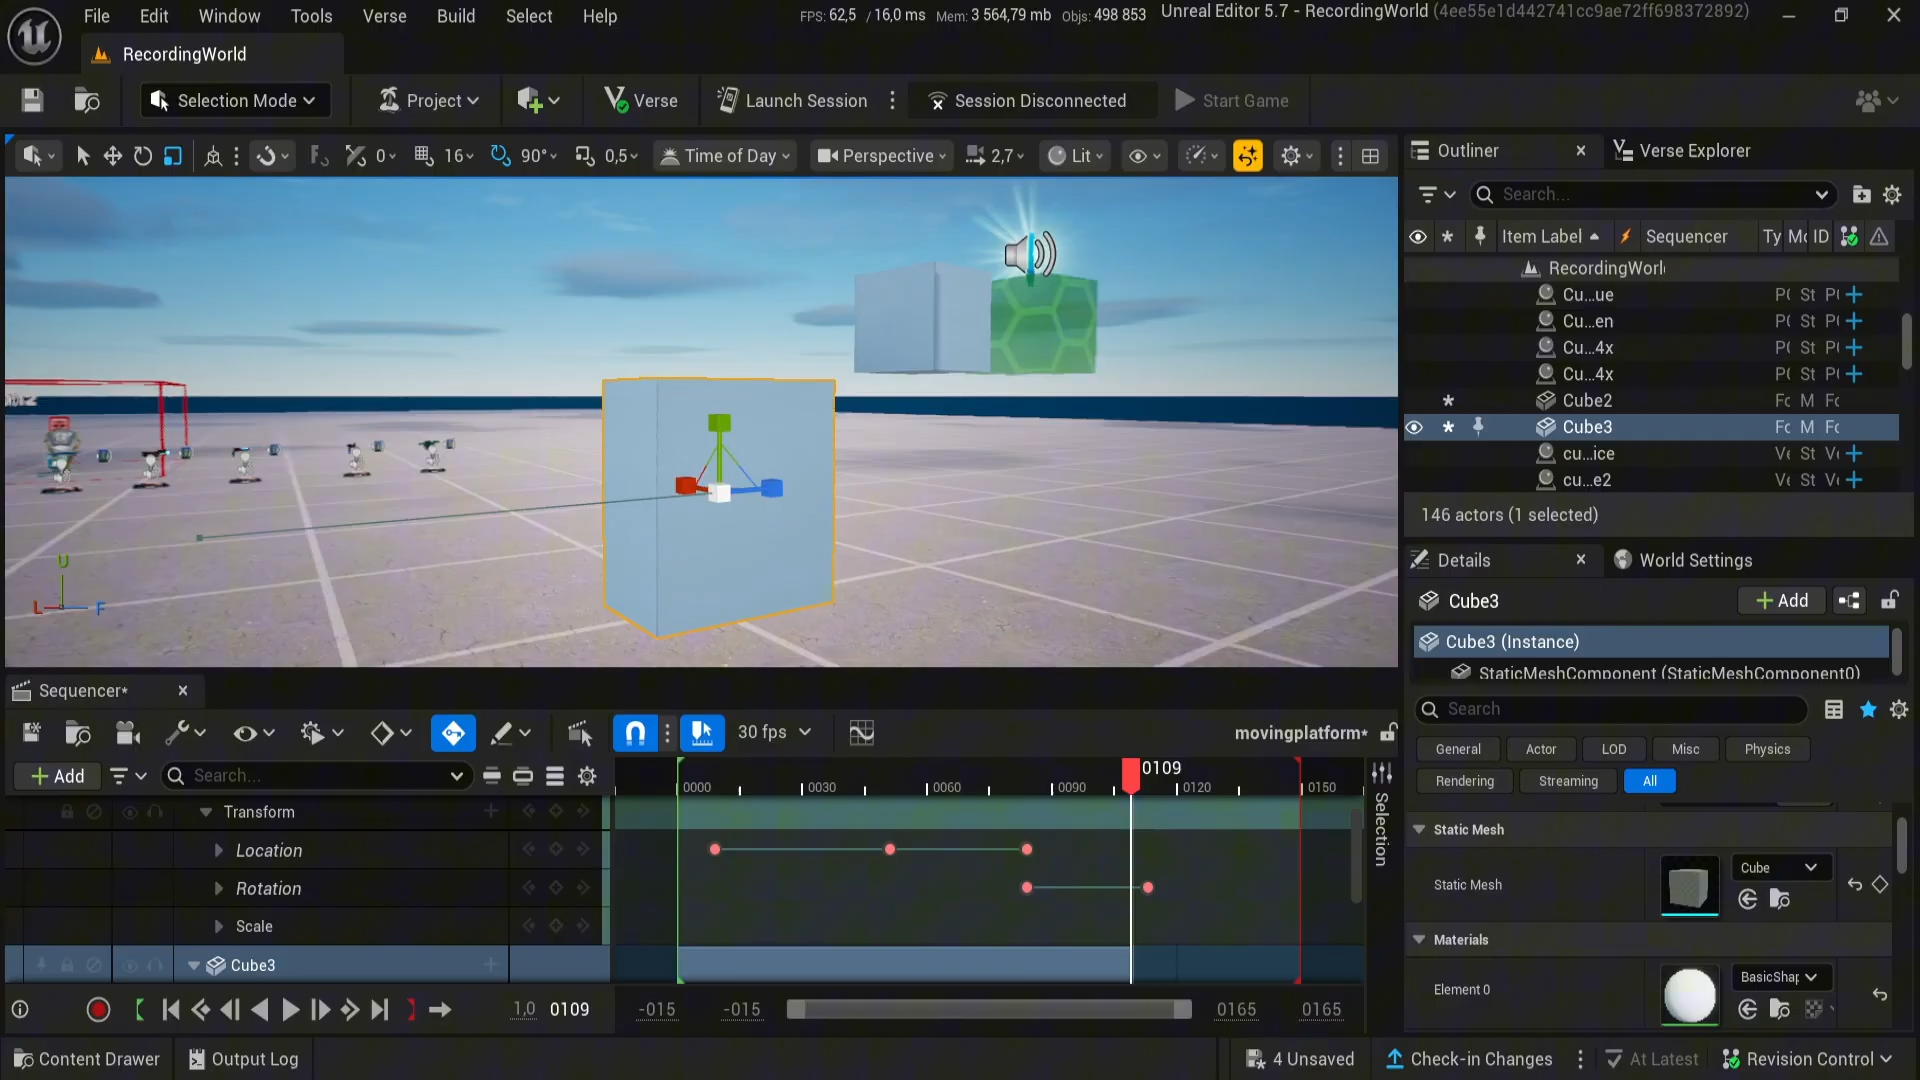 File Edit Window Tools Verse Build Select Help
FPS: 62,5 / 16,0 ms Mem: 3 564,79 mb Objs: 498 853
Unreal Editor 5.7 - RecordingWorld (4ee55e1d442741cc9ae72ff698372892)
RecordingWorld
Selection Mode
Project
Verse
Launch Session
Session Disconnected
Start Game
0
16
90°
0,5
Time of Day
Perspective
2,7
Lit
Outliner
Verse Explorer
Search...
Item Label
Sequencer
Ty
ID
RecordingWorl
Cu...ue
St
Cu...en
St
Cu...4x
St
Cu...4x
St
Cube2
M
Cube3
M
cu...ice
St
cu...e2
St
146 actors (1 selected)
U
L
F
Details
World Settings
Cube3
Add
Cube3 (Instance)
StaticMeshComponent (StaticMeshComponent0)
Search
General Actor LOD Misc Physics
Rendering Streaming All
Static Mesh
Static Mesh
Cube
Materials
Element 0
BasicShap
Sequencer*
30 fps
movingplatform*
Add
Search...
0109
0000 0030 0060 0090 0120 0150
Selection
Transform
Location
Rotation
Scale
Cube3
1,0 0109
-015 -015 0165 0165
Content Drawer
Output Log
4 Unsaved
Check-in Changes
At Latest
Revision Control